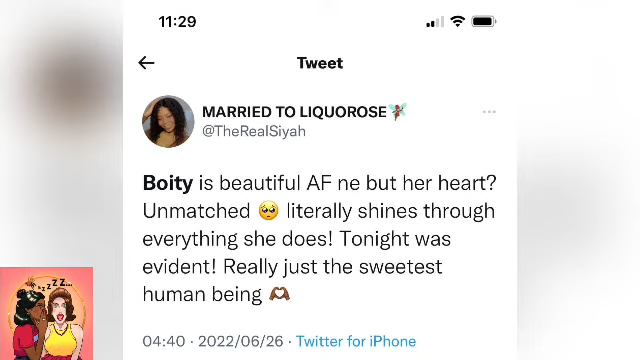 11:29
Tweet
MARRIED TO LIQUOROSE🧚
@TheRealSiyah
Boity is beautiful AF ne but her heart?
Unmatched 🥺 literally shines through
everything she does! Tonight was
evident! Really just the sweetest
human being 🫶🏾
04:40 · 2022/06/26 · Twitter for iPhone
ZZZZZ...